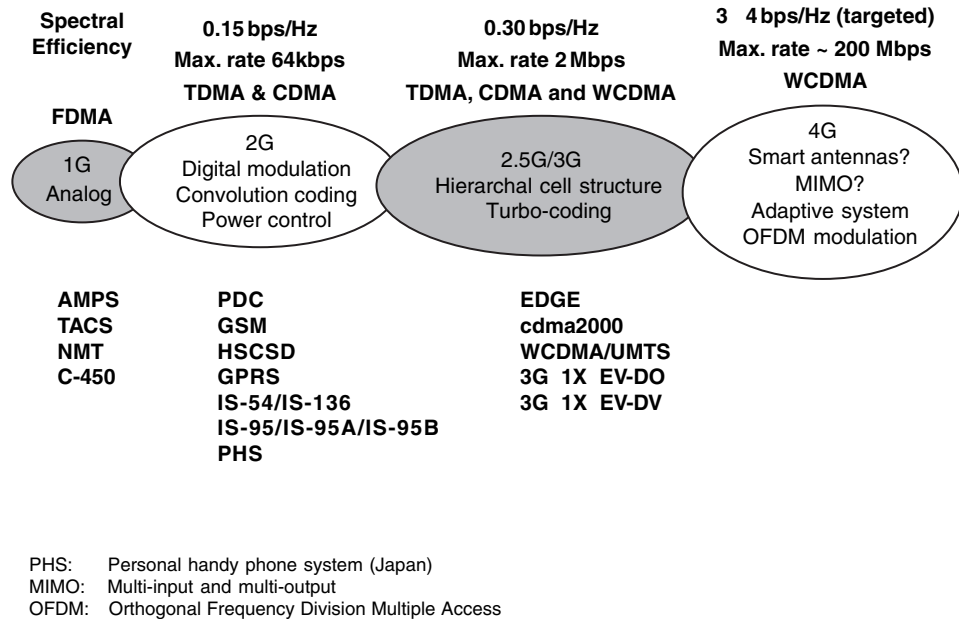 Spectral
Efficiency
0.15 bps/Hz
Max. rate 64kbps
TDMA & CDMA
0.30 bps/Hz
Max. rate 2 Mbps
TDMA, CDMA and WCDMA
3 4 bps/Hz (targeted)
Max. rate ~ 200 Mbps
WCDMA
FDMA
1G
Analog
2G
Digital modulation
Convolution coding
Power control
2.5G/3G
Hierarchal cell structure
Turbo-coding
4G
Smart antennas?
MIMO?
Adaptive system
OFDM modulation
AMPS
TACS
NMT
C-450
PDC
GSM
HSCSD
GPRS
IS-54/IS-136
IS-95/IS-95A/IS-95B
PHS
EDGE
cdma2000
WCDMA/UMTS
3G 1X EV-DO
3G 1X EV-DV
PHS: Personal handy phone system (Japan)
MIMO: Multi-input and multi-output
OFDM: Orthogonal Frequency Division Multiple Access